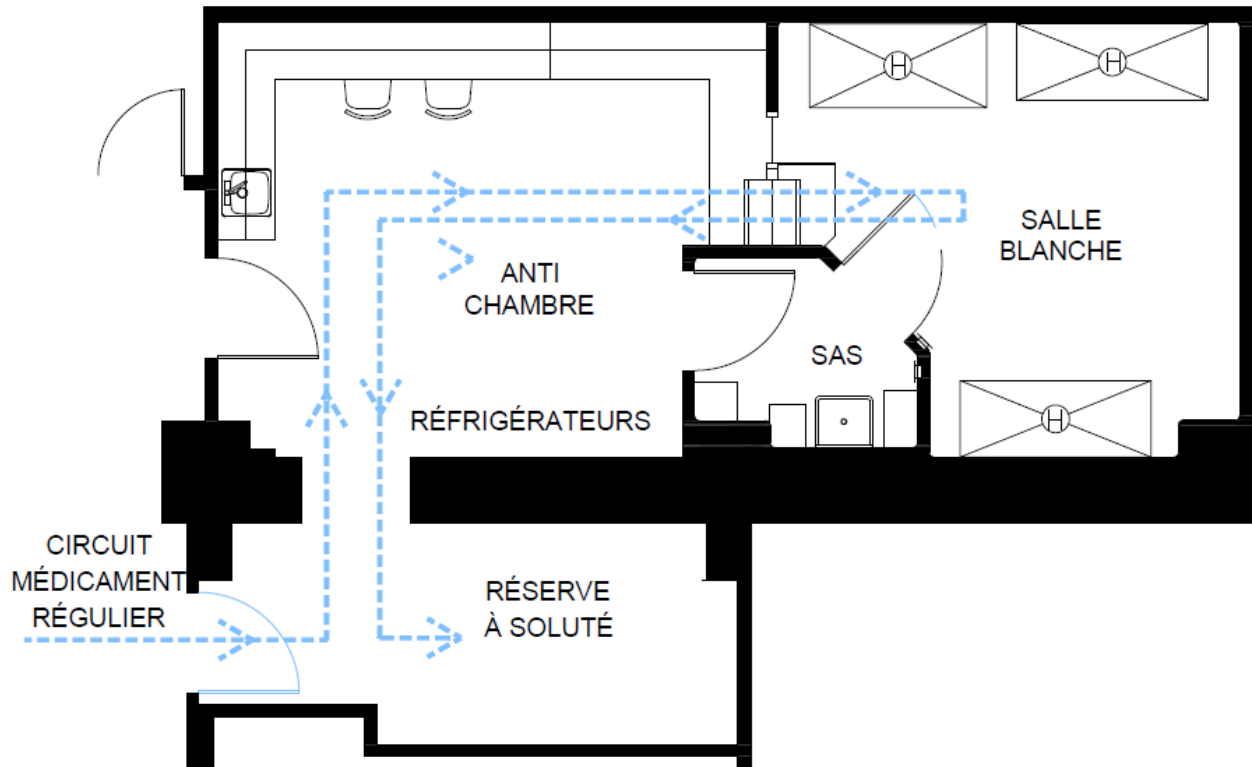 SALLE
BLANCHE
ANTI
CHAMBRE
SAS
RÉFRIGÉRATEURS
CIRCUIT
MÉDICAMENT
RÉGULIER
RÉSERVE
À SOLUTÉ
H
H
H